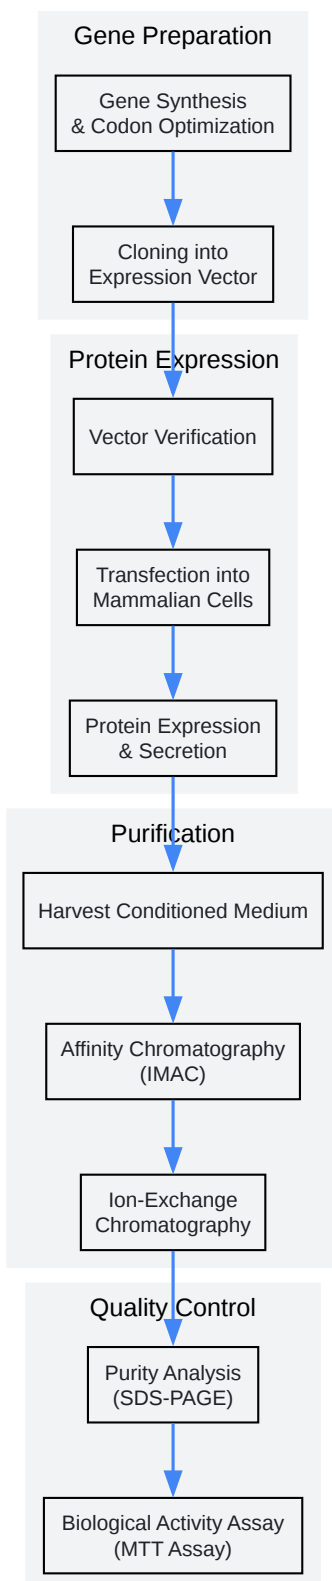 Gene Preparation
Gene Synthesis
& Codon Optimization
Cloning into
Expression Vector
Protein Expression
Vector Verification
Transfection into
Mammalian Cells
Protein Expression
& Secretion
Purification
Harvest Conditioned Medium
Affinity Chromatography
(IMAC)
Ion-Exchange
Chromatography
Quality Control
Purity Analysis
(SDS-PAGE)
Biological Activity Assay
(MTT Assay)